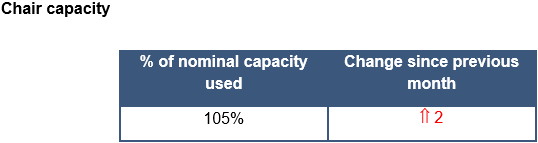 Chair capacity
% of nominal capacity used
Change since previous month
105%
⇑ 2